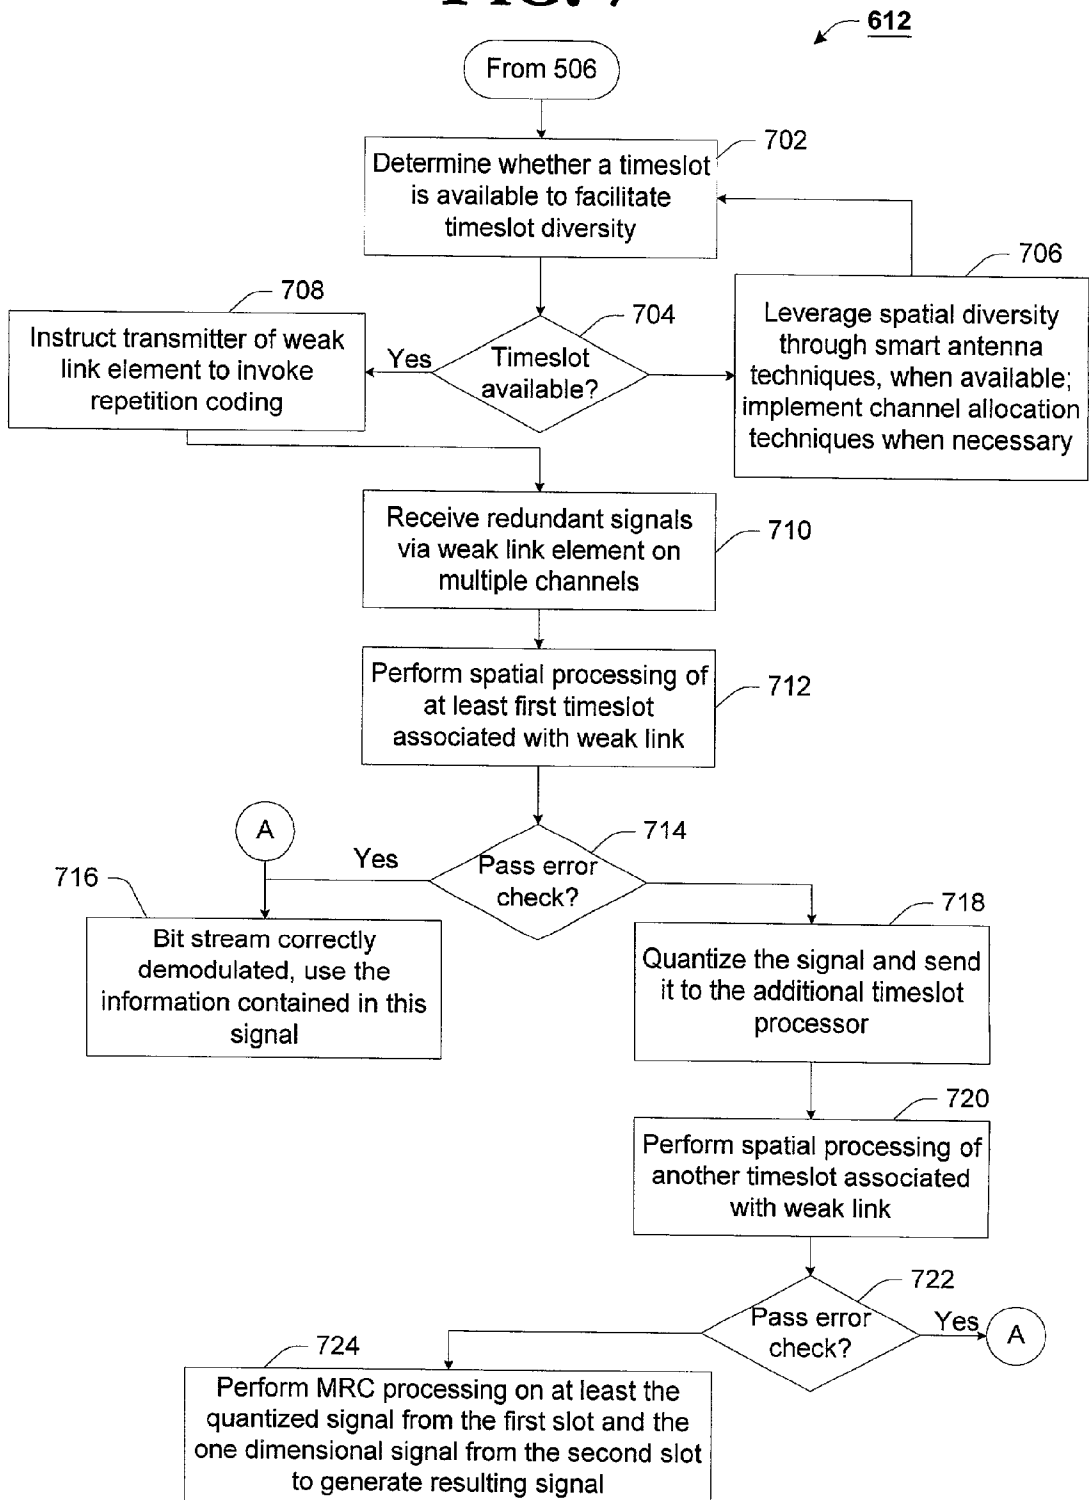 FIG. 7
612
From 506
702
Determine whether a timeslot
is available to facilitate
timeslot diversity
706
Leverage spatial diversity
through smart antenna
techniques, when available;
implement channel allocation
techniques when necessary
704
Timeslot
available?
Yes
708
Instruct transmitter of weak
link element to invoke
repetition coding
Receive redundant signals
via weak link element on
multiple channels
710
Perform spatial processing of
at least first timeslot
associated with weak link
712
A
Yes
714
Pass error
check?
716
Bit stream correctly
demodulated, use the
information contained in this
signal
718
Quantize the signal and send
it to the additional timeslot
processor
720
Perform spatial processing of
another timeslot associated
with weak link
722
Pass error
check?
Yes
A
724
Perform MRC processing on at least the
quantized signal from the first slot and the
one dimensional signal from the second slot
to generate resulting signal